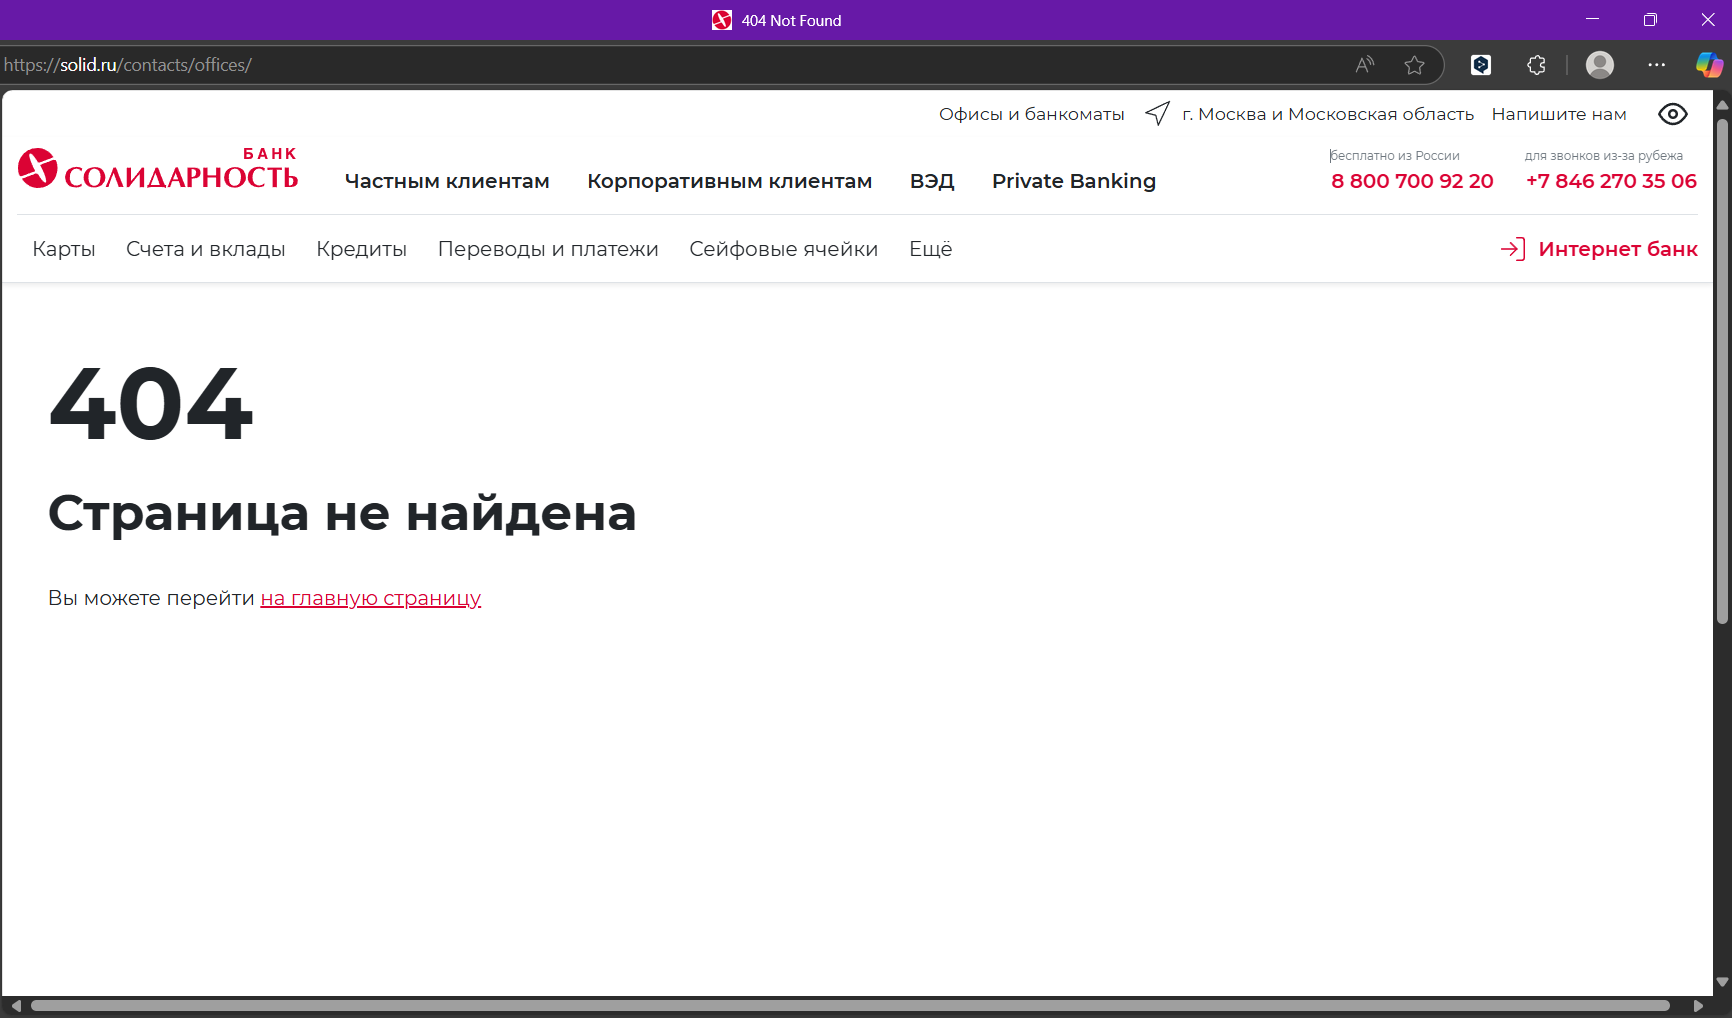 404 Not Found
https://solid.ru/contacts/offices/
Офисы и банкоматы г. Москва и Московская область Напишите нам
БАНК
СОЛИДАРНОСТЬ
Частным клиентам Корпоративным клиентам ВЭД Private Banking
бесплатно из России
8 800 700 92 20
для звонков из-за рубежа
+7 846 270 35 06
Карты Счета и вклады Кредиты Переводы и платежи Сейфовые ячейки Ещё Интернет банк
404
Страница не найдена
Вы можете перейти на главную страницу